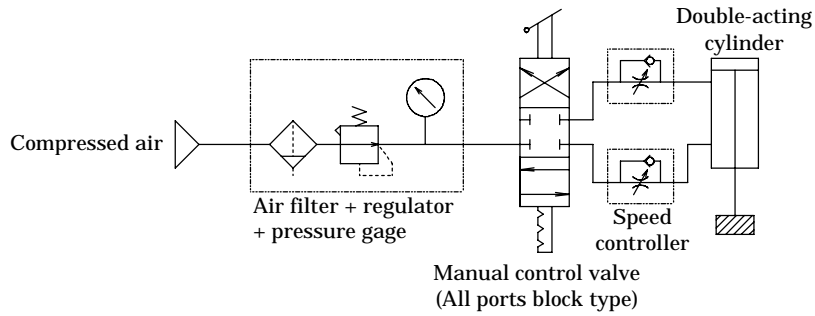 Double-acting
cylinder
Compressed air
Air filter + regulator
+ pressure gage
Speed
controller
Manual control valve
(All ports block type)